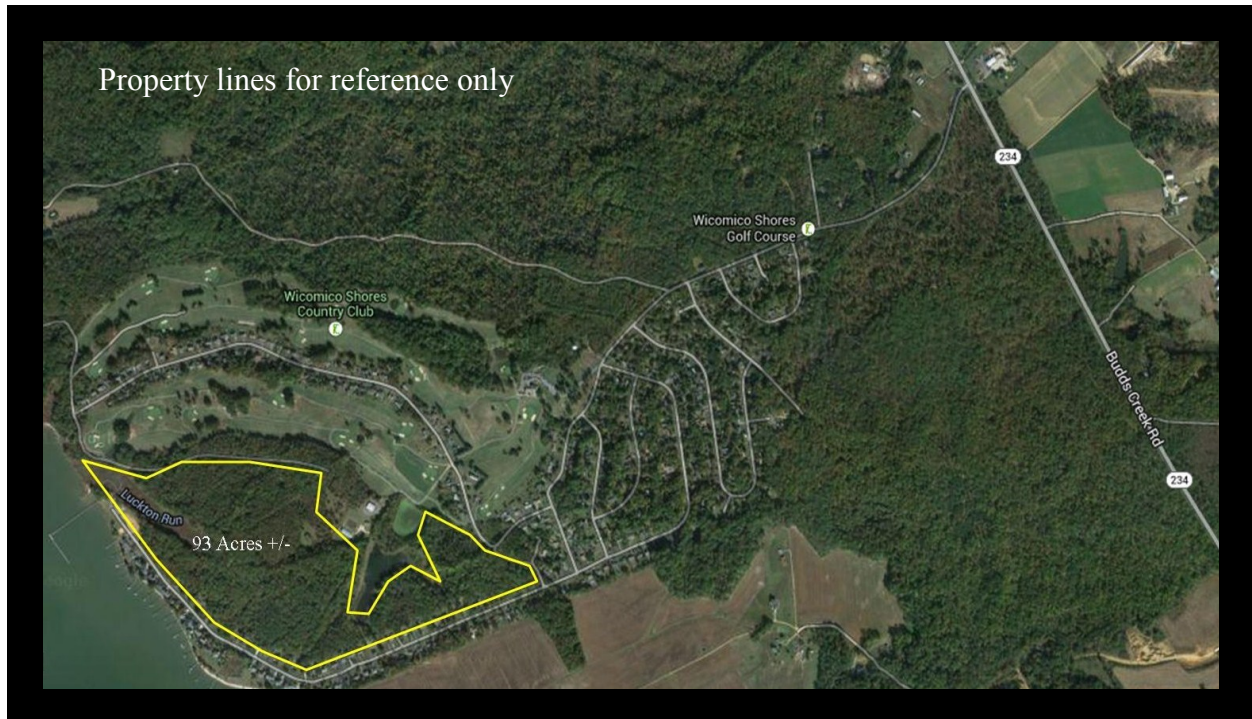 Property lines for reference only
234
Wicomico Shores
Golf Course
Wicomico Shores
Country Club
Budds Creek Rd
234
Luckton Run
93 Acres +/-